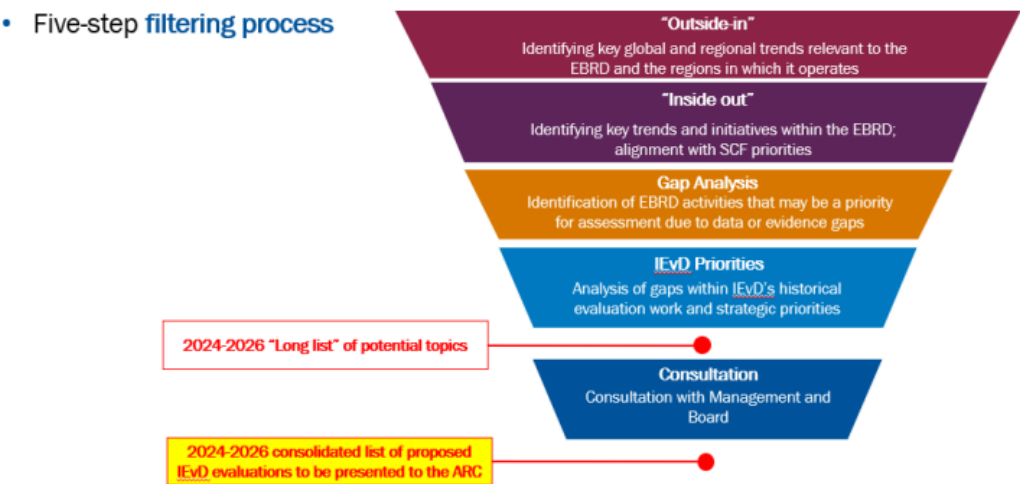 • Five-step filtering process
“Outside-in”
Identifying key global and regional trends relevant to the
EBRD and the regions in which it operates
“Inside out”
Identifying key trends and initiatives within the EBRD;
alignment with SCF priorities
Gap Analysis
Identification of EBRD activities that may be a priority
for assessment due to data or evidence gaps
IEvD Priorities
Analysis of gaps within IEvD’s historical
evaluation work and strategic priorities
2024-2026 “Long list” of potential topics
Consultation
Consultation with Management and
Board
2024-2026 consolidated list of proposed
IEvD evaluations to be presented to the ARC